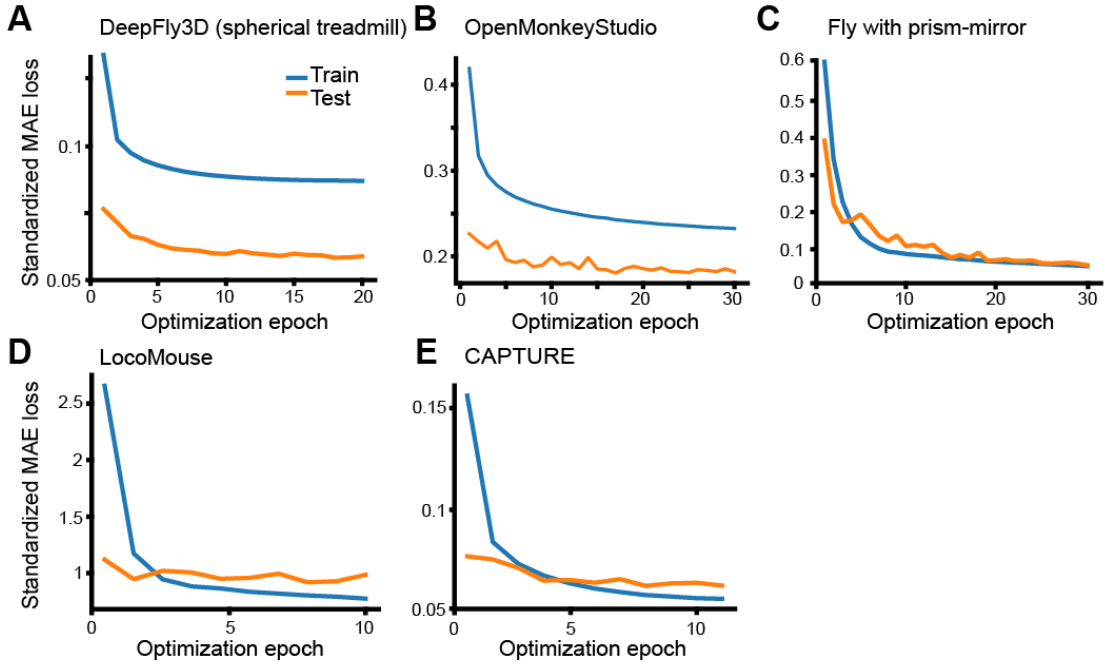 A
DeepFly3D (spherical treadmill)
Standardized MAE loss
0.1
0.05
Train
Test
0
5
10
15
20
Optimization epoch
B
OpenMonkeyStudio
0.4
0.3
0.2
0
10
20
30
Optimization epoch
C
Fly with prism-mirror
0.6
0.5
0.4
0.3
0.2
0.1
0
0
10
20
30
Optimization epoch
D
LocoMouse
Standardized MAE loss
2.5
2
1.5
1
0
5
10
Optimization epoch
E
CAPTURE
0.15
0.1
0.05
0
5
10
Optimization epoch